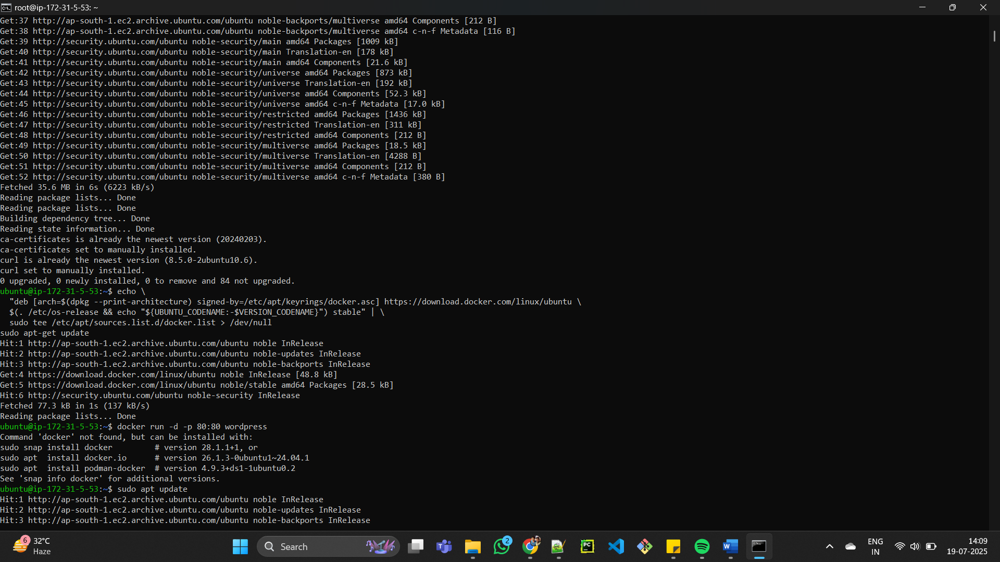 root@ip-172-31-5-53: ~
Get:37 http://ap-south-1.ec2.archive.ubuntu.com/ubuntu noble-backports/multiverse amd64 Components [212 B]
Get:38 http://ap-south-1.ec2.archive.ubuntu.com/ubuntu noble-backports/multiverse amd64 c-n-f Metadata [116 B]
Get:39 http://security.ubuntu.com/ubuntu noble-security/main amd64 Packages [1009 kB]
Get:40 http://security.ubuntu.com/ubuntu noble-security/main Translation-en [178 kB]
Get:41 http://security.ubuntu.com/ubuntu noble-security/main amd64 Components [21.6 kB]
Get:42 http://security.ubuntu.com/ubuntu noble-security/universe amd64 Packages [873 kB]
Get:43 http://security.ubuntu.com/ubuntu noble-security/universe Translation-en [192 kB]
Get:44 http://security.ubuntu.com/ubuntu noble-security/universe amd64 Components [52.3 kB]
Get:45 http://security.ubuntu.com/ubuntu noble-security/universe amd64 c-n-f Metadata [17.0 kB]
Get:46 http://security.ubuntu.com/ubuntu noble-security/restricted amd64 Packages [1436 kB]
Get:47 http://security.ubuntu.com/ubuntu noble-security/restricted Translation-en [311 kB]
Get:48 http://security.ubuntu.com/ubuntu noble-security/restricted amd64 Components [212 B]
Get:49 http://security.ubuntu.com/ubuntu noble-security/multiverse amd64 Packages [18.5 kB]
Get:50 http://security.ubuntu.com/ubuntu noble-security/multiverse Translation-en [4288 B]
Get:51 http://security.ubuntu.com/ubuntu noble-security/multiverse amd64 Components [212 B]
Get:52 http://security.ubuntu.com/ubuntu noble-security/multiverse amd64 c-n-f Metadata [380 B]
Fetched 35.6 MB in 6s (6223 kB/s)
Reading package lists... Done
Reading package lists... Done
Building dependency tree... Done
Reading state information... Done
ca-certificates is already the newest version (20240203).
ca-certificates set to manually installed.
curl is already the newest version (8.5.0-2ubuntu10.6).
curl set to manually installed.
0 upgraded, 0 newly installed, 0 to remove and 84 not upgraded.
ubuntu@ip-172-31-5-53:~$ echo \
  "deb [arch=$(dpkg --print-architecture) signed-by=/etc/apt/keyrings/docker.asc] https://download.docker.com/linux/ubuntu \
  $(. /etc/os-release && echo "${UBUNTU_CODENAME:-$VERSION_CODENAME}") stable" | \
  sudo tee /etc/apt/sources.list.d/docker.list > /dev/null
sudo apt-get update
Hit:1 http://ap-south-1.ec2.archive.ubuntu.com/ubuntu noble InRelease
Hit:2 http://ap-south-1.ec2.archive.ubuntu.com/ubuntu noble-updates InRelease
Hit:3 http://ap-south-1.ec2.archive.ubuntu.com/ubuntu noble-backports InRelease
Get:4 https://download.docker.com/linux/ubuntu noble InRelease [48.8 kB]
Get:5 https://download.docker.com/linux/ubuntu noble/stable amd64 Packages [28.5 kB]
Hit:6 http://security.ubuntu.com/ubuntu noble-security InRelease
Fetched 77.3 kB in 1s (137 kB/s)
Reading package lists... Done
ubuntu@ip-172-31-5-53:~$ docker run -d -p 80:80 wordpress
Command 'docker' not found, but can be installed with:
sudo snap install docker         # version 28.1.1+1, or
sudo apt  install docker.io      # version 26.1.3-0ubuntu1~24.04.1
sudo apt  install podman-docker  # version 4.9.3+ds1-1ubuntu0.2
See 'snap info docker' for additional versions.
ubuntu@ip-172-31-5-53:~$ sudo apt update
Hit:1 http://ap-south-1.ec2.archive.ubuntu.com/ubuntu noble InRelease
Hit:2 http://ap-south-1.ec2.archive.ubuntu.com/ubuntu noble-updates InRelease
Hit:3 http://ap-south-1.ec2.archive.ubuntu.com/ubuntu noble-backports InRelease
6
32°C
Haze
Search
2
ENG
IN
14:09
19-07-2025